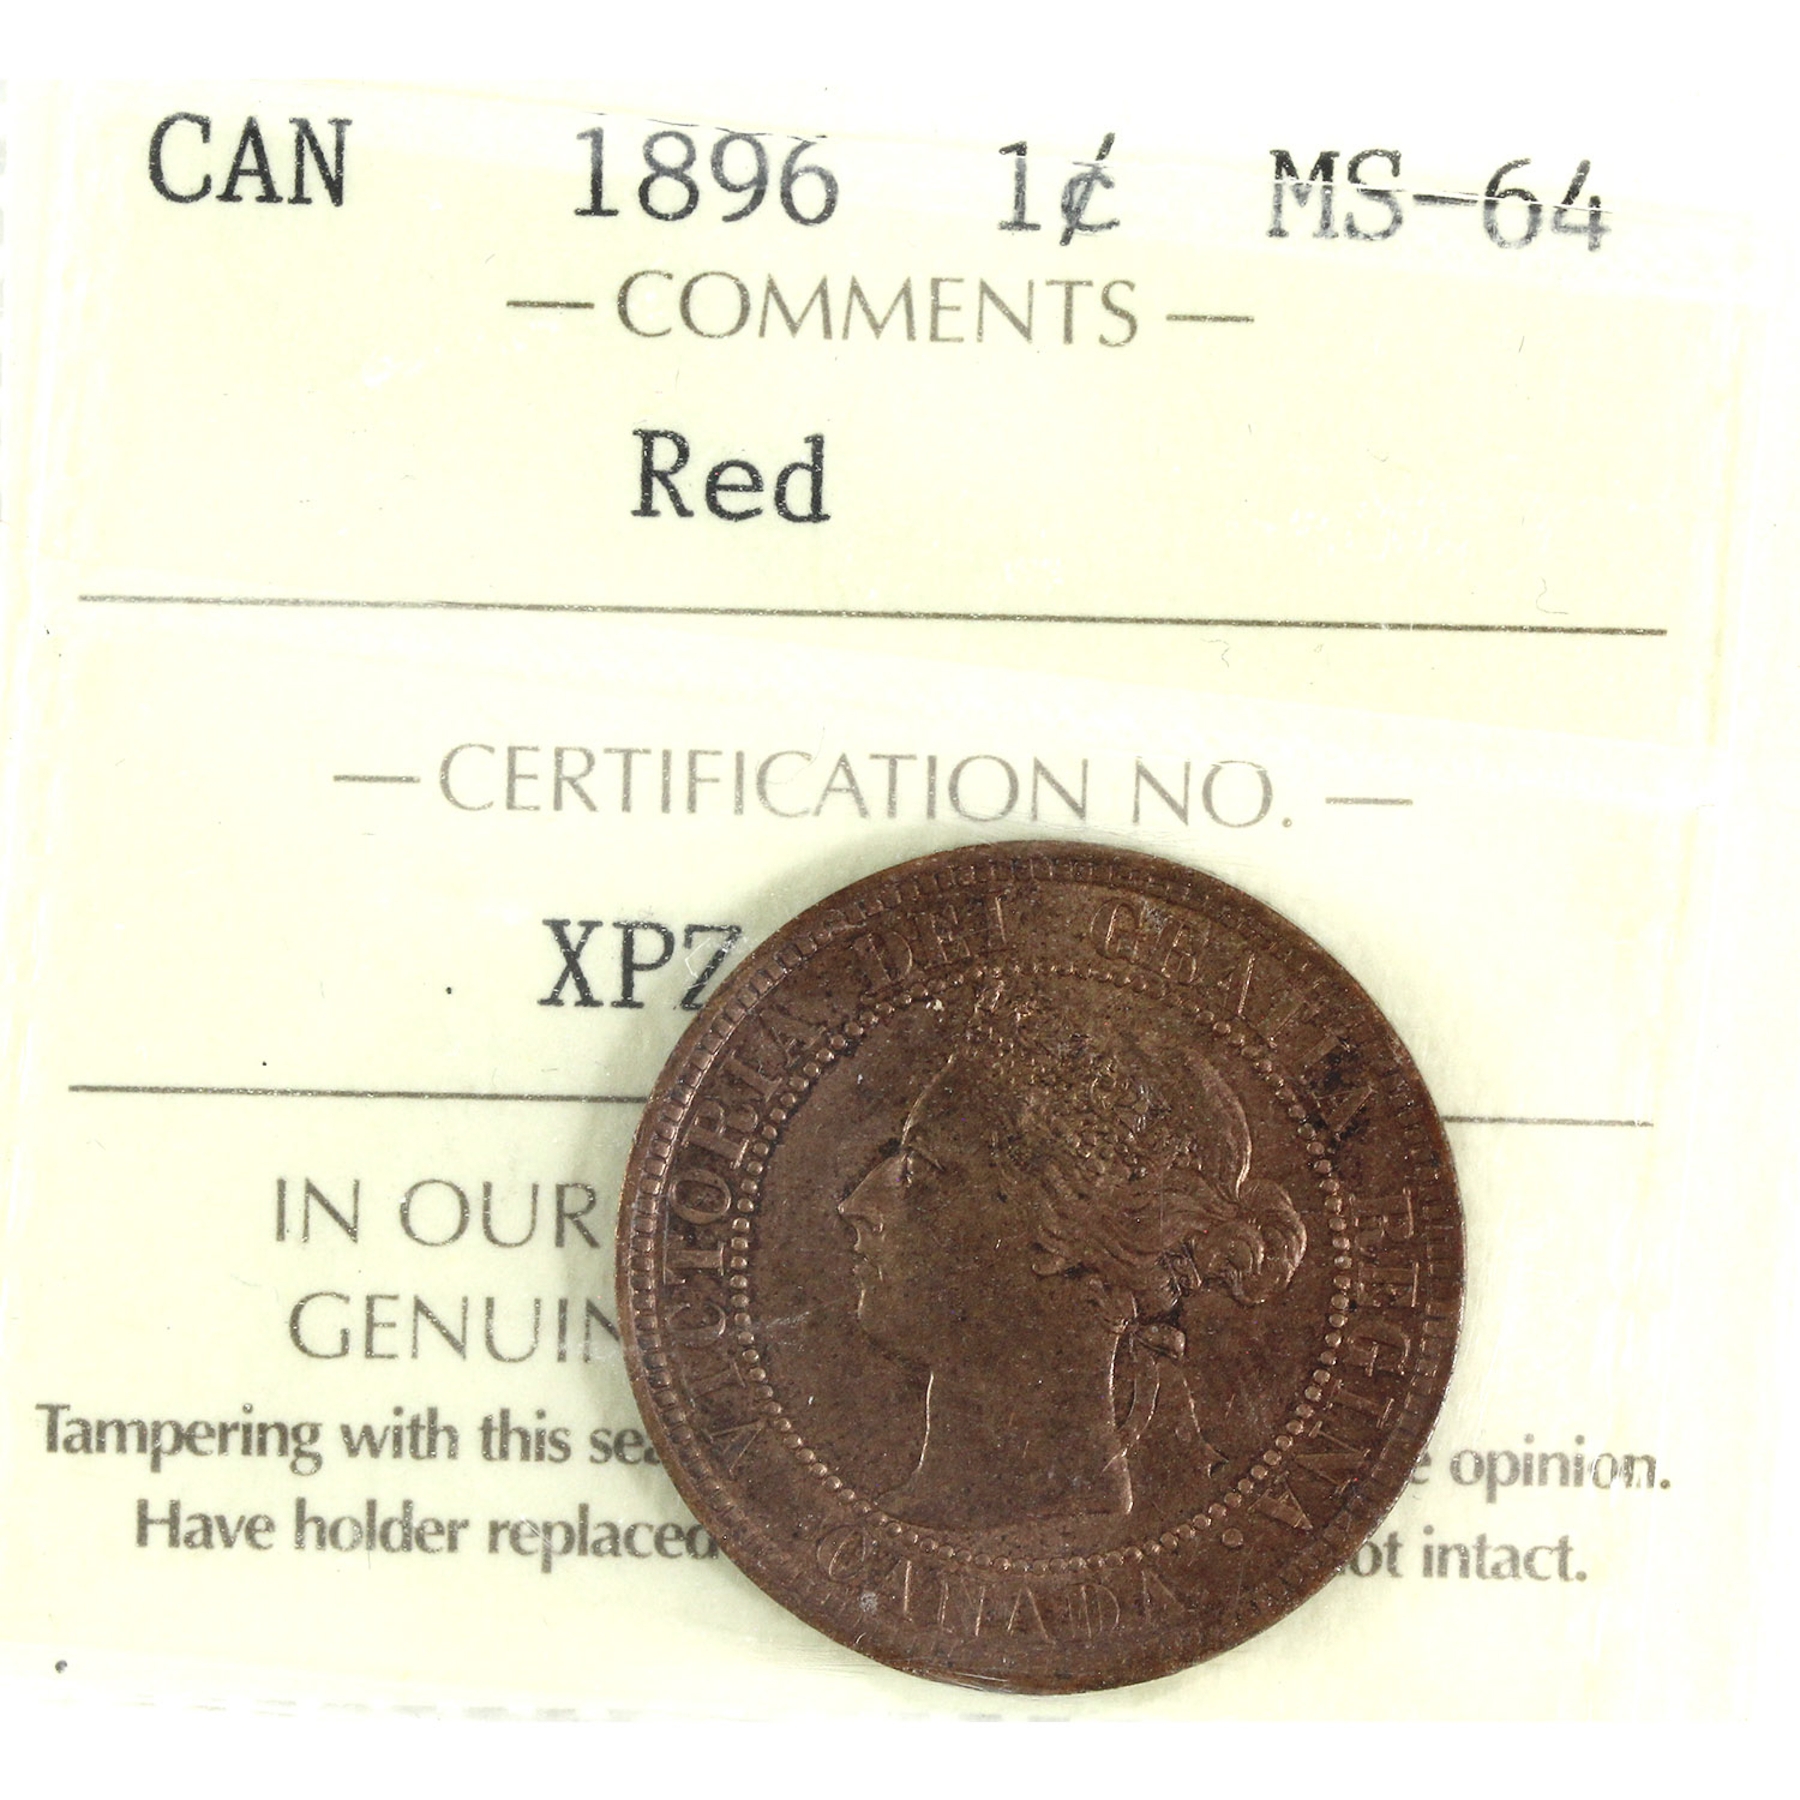 CAN 1896 1¢ MS-64
— COMMENTS —
Red
— CERTIFICATION NO. —
XPZ
IN OUR
GENUIN
Tampering with this sea e opinion.
Have holder replaced ot intact.
VICTORIA DEI GRATIA REGINA.
CANADA.